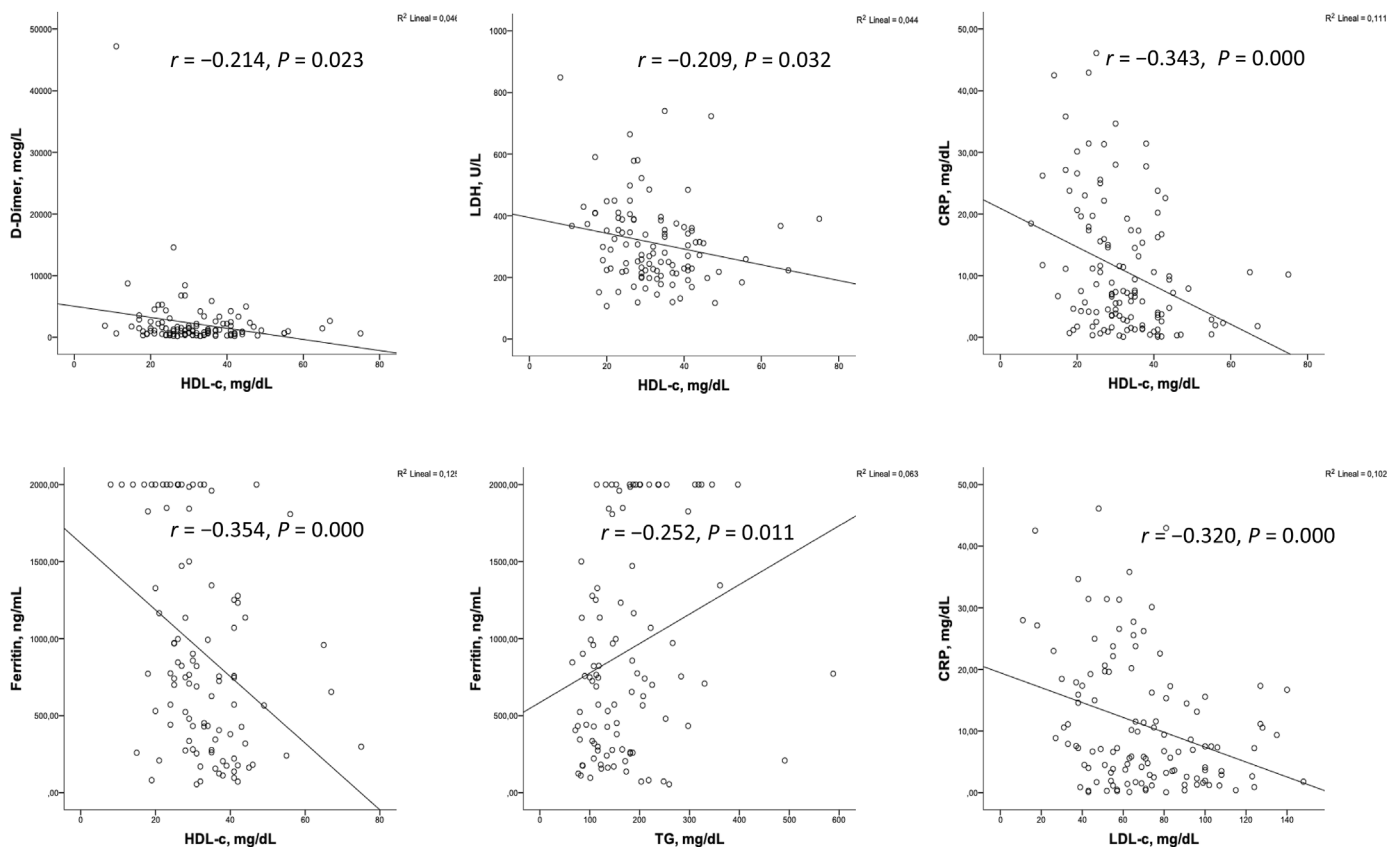 R² Lineal = 0,046
50000
40000
30000
20000
10000
0
r = −0.214, P = 0.023
D-Dímer, mcg/L
0 20 40 60 80
HDL-c, mg/dL
R² Lineal = 0,044
1000
800
600
400
200
0
r = −0.209, P = 0.032
LDH, U/L
0 20 40 60 80
HDL-c, mg/dL
R² Lineal = 0,111
50,00
40,00
30,00
20,00
10,00
,00
r = −0.343, P = 0.000
CRP, mg/dL
0 20 40 60 80
HDL-c, mg/dL
R² Lineal = 0,125
2000,00
1500,00
1000,00
500,00
,00
r = −0.354, P = 0.000
Ferritin, ng/mL
0 20 40 60 80
HDL-c, mg/dL
R² Lineal = 0,063
2000,00
1500,00
1000,00
500,00
,00
r = −0.252, P = 0.011
Ferritin, ng/mL
0 100 200 300 400 500 600
TG, mg/dL
R² Lineal = 0,102
50,00
40,00
30,00
20,00
10,00
,00
r = −0.320, P = 0.000
CRP, mg/dL
0 20 40 60 80 100 120 140
LDL-c, mg/dL